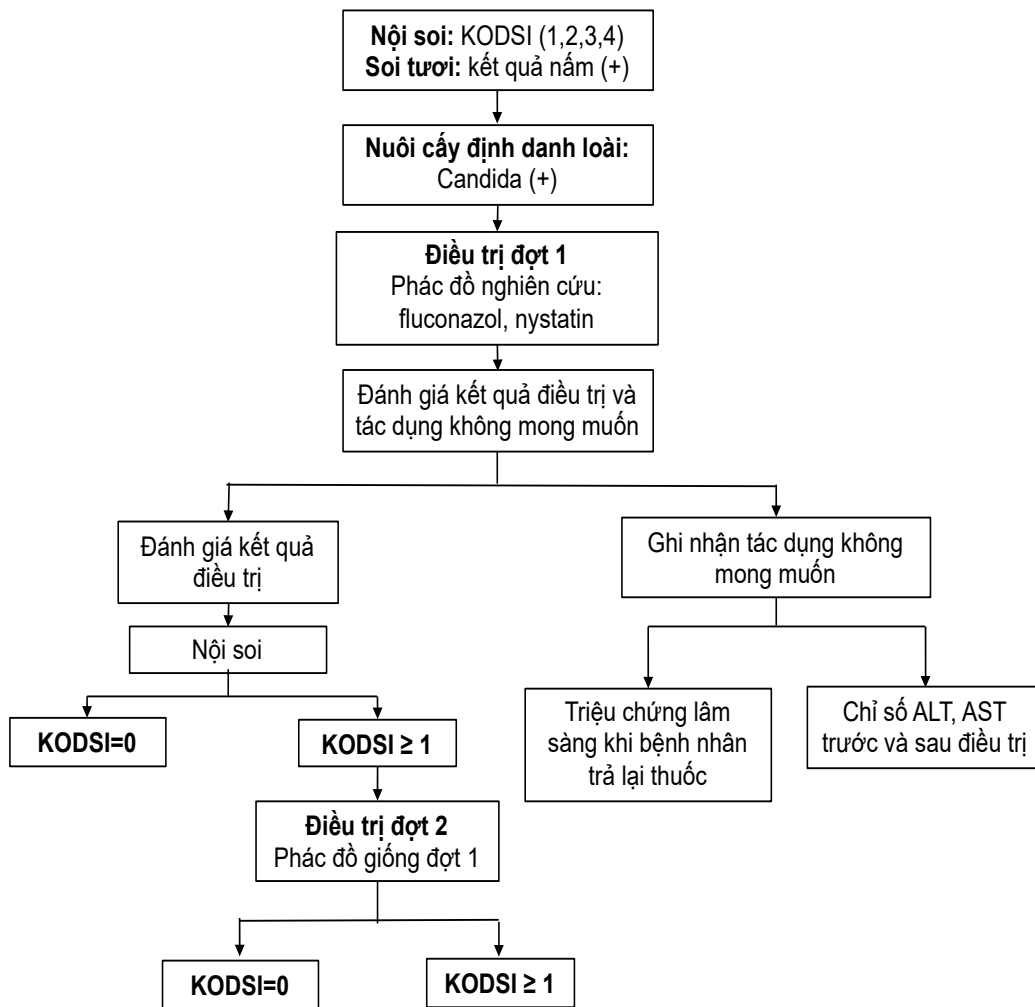 Nội soi: KODSI (1,2,3,4)
Soi tươi: kết quả nấm (+)
Nuôi cấy định danh loài:
Candida (+)
Điều trị đợt 1
Phác đồ nghiên cứu:
fluconazol, nystatin
Đánh giá kết quả điều trị và
tác dụng không mong muốn
Đánh giá kết quả
điều trị
Ghi nhận tác dụng không
mong muốn
Nội soi
KODSI=0
KODSI ≥ 1
Triệu chứng lâm
sàng khi bệnh nhân
trả lại thuốc
Chỉ số ALT, AST
trước và sau điều trị
Điều trị đợt 2
Phác đồ giống đợt 1
KODSI=0
KODSI ≥ 1